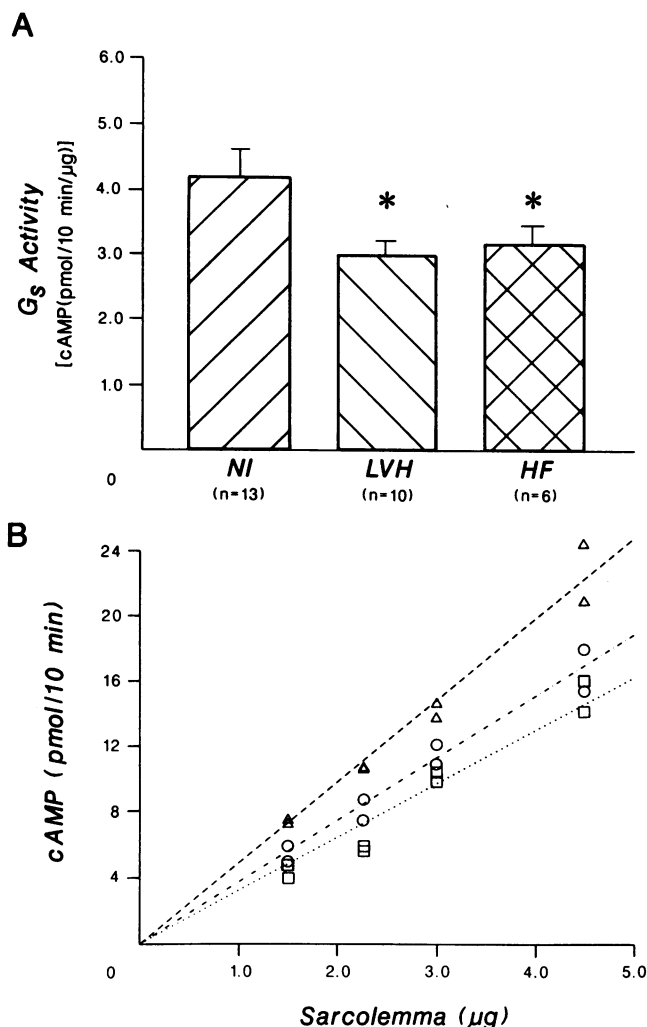 A
6.0
5.0
4.0
3.0
2.0
1.0
0
Gs Activity
[cAMP(pmol/10 min/µg)]
*
*
NI
LVH
HF
(n=13)
(n=10)
(n=6)
B
24
20
16
12
8
4
0
cAMP (pmol/10 min)
1.0
2.0
3.0
4.0
5.0
Sarcolemma (µg)